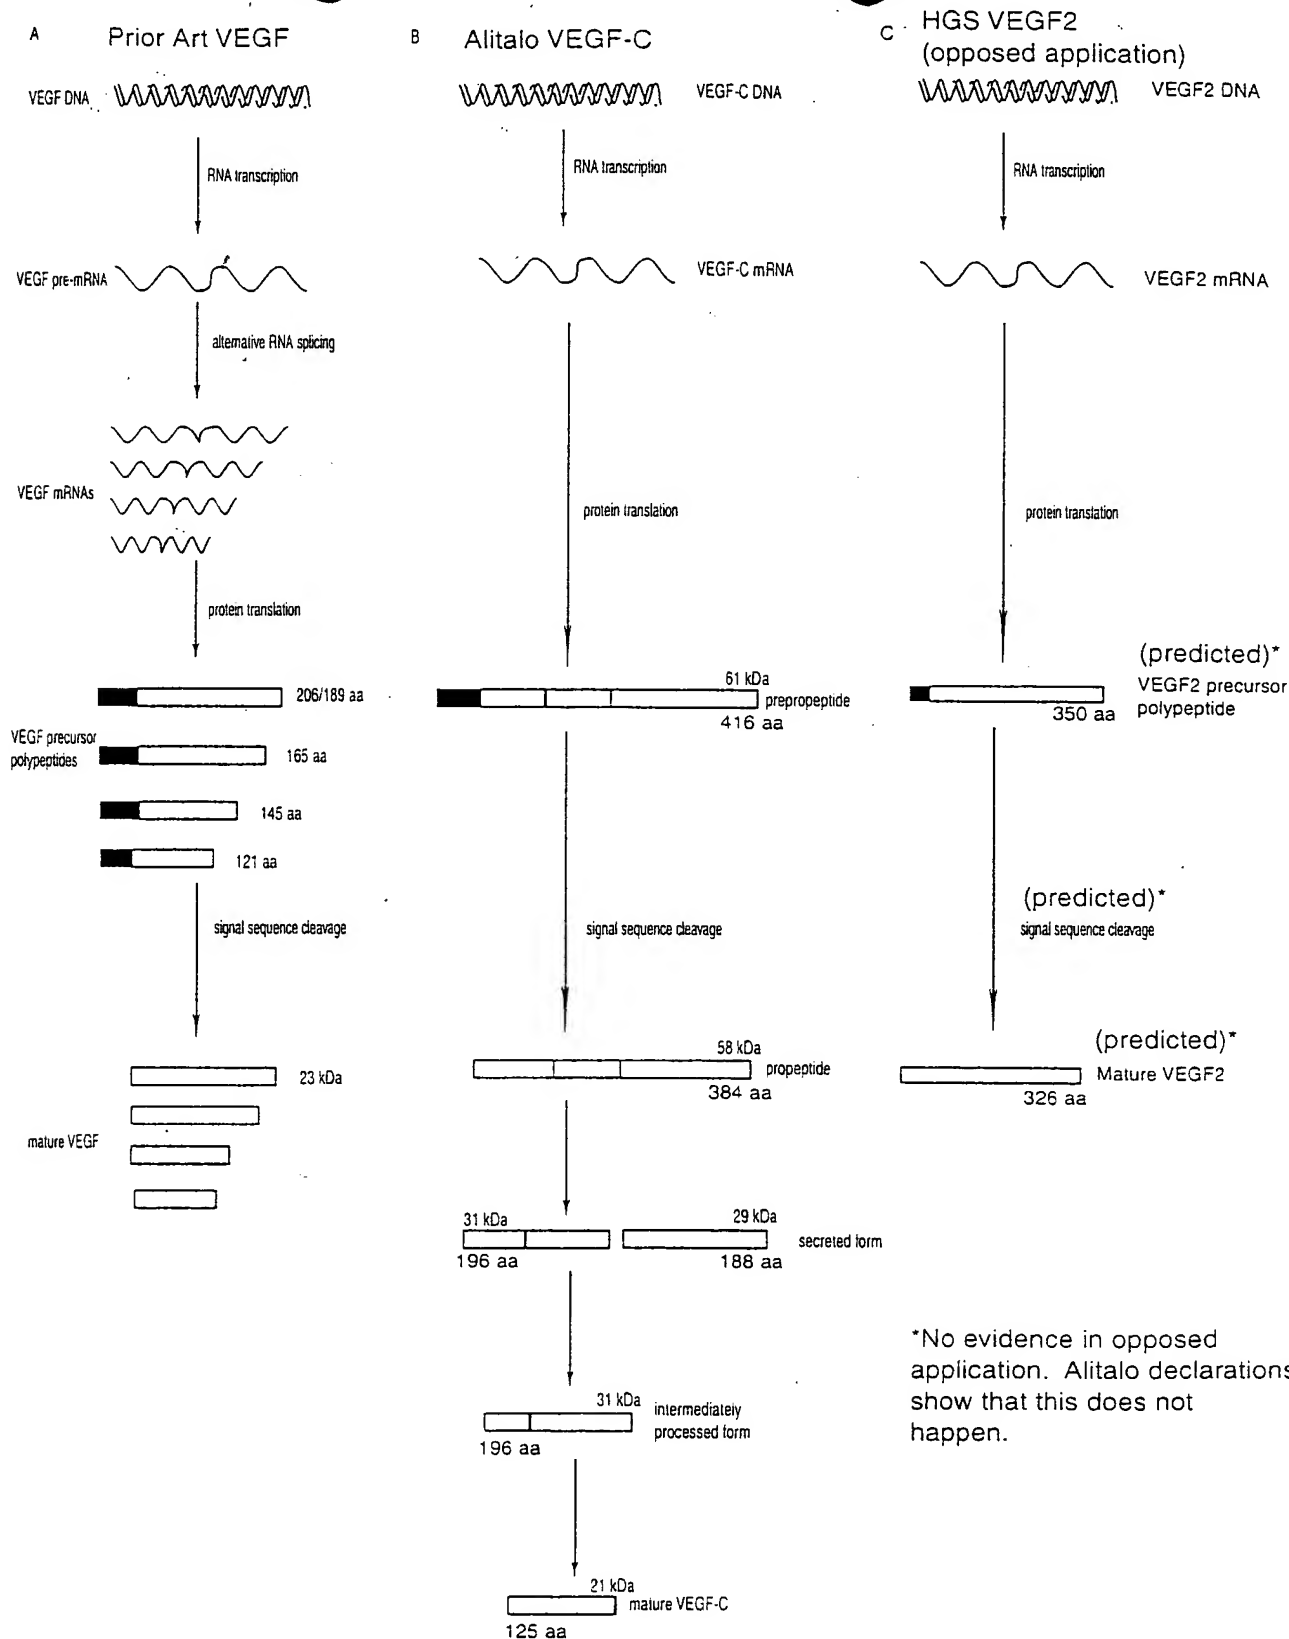 A
Prior Art VEGF
VEGF DNA
RNA transcription
VEGF pre-mRNA
alternative RNA splicing
VEGF mRNAs
protein translation
206/189 aa
VEGF precursor
polypeptides
165 aa
145 aa
121 aa
signal sequence cleavage
23 kDa
mature VEGF
B
Alitalo VEGF-C
VEGF-C DNA
RNA transcription
VEGF-C mRNA
protein translation
61 kDa
prepropeptide
416 aa
signal sequence cleavage
58 kDa
propeptide
384 aa
31 kDa
29 kDa
secreted form
196 aa
188 aa
31 kDa
intermediately
processed form
196 aa
21 kDa
mature VEGF-C
125 aa
C
HGS VEGF2
(opposed application)
VEGF2 DNA
RNA transcription
VEGF2 mRNA
protein translation
(predicted)*
VEGF2 precursor
polypeptide
350 aa
(predicted)*
signal sequence cleavage
(predicted)*
Mature VEGF2
326 aa
*No evidence in opposed
application. Alitalo declarations
show that this does not
happen.